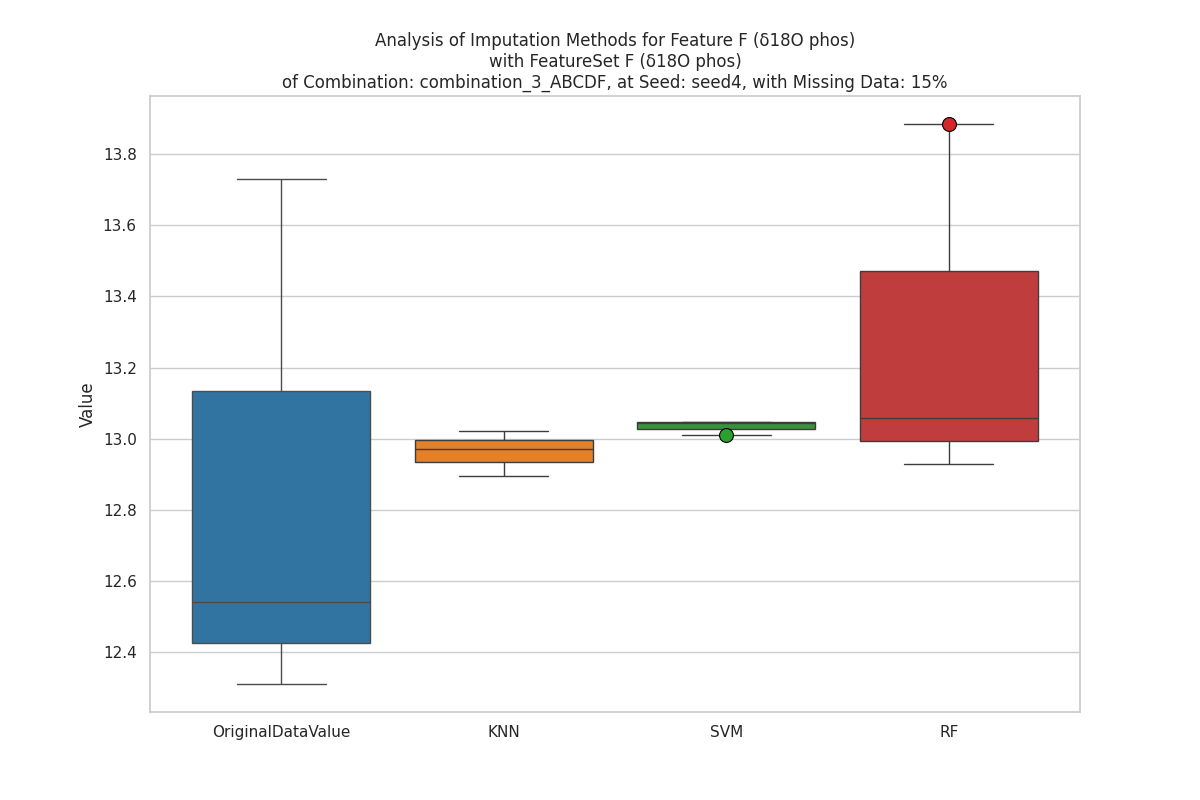 Analysis of Imputation Methods for Feature F (δ18O phos)
with FeatureSet F (δ18O phos)
of Combination: combination_3_ABCDF, at Seed: seed4, with Missing Data: 15%
13.8
13.6
13.4
13.2
13.0
12.8
12.6
12.4
Value
OriginalDataValue
KNN
SVM
RF